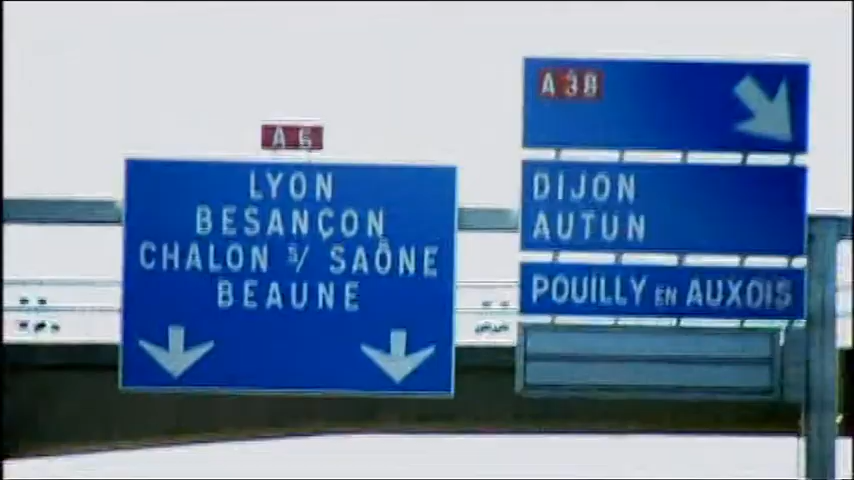 A 6
LYON
BESANÇON
CHALON S/ SAÔNE
BEAUNE
A 38
DIJON
AUTUN
POUILLY EN AUXOIS